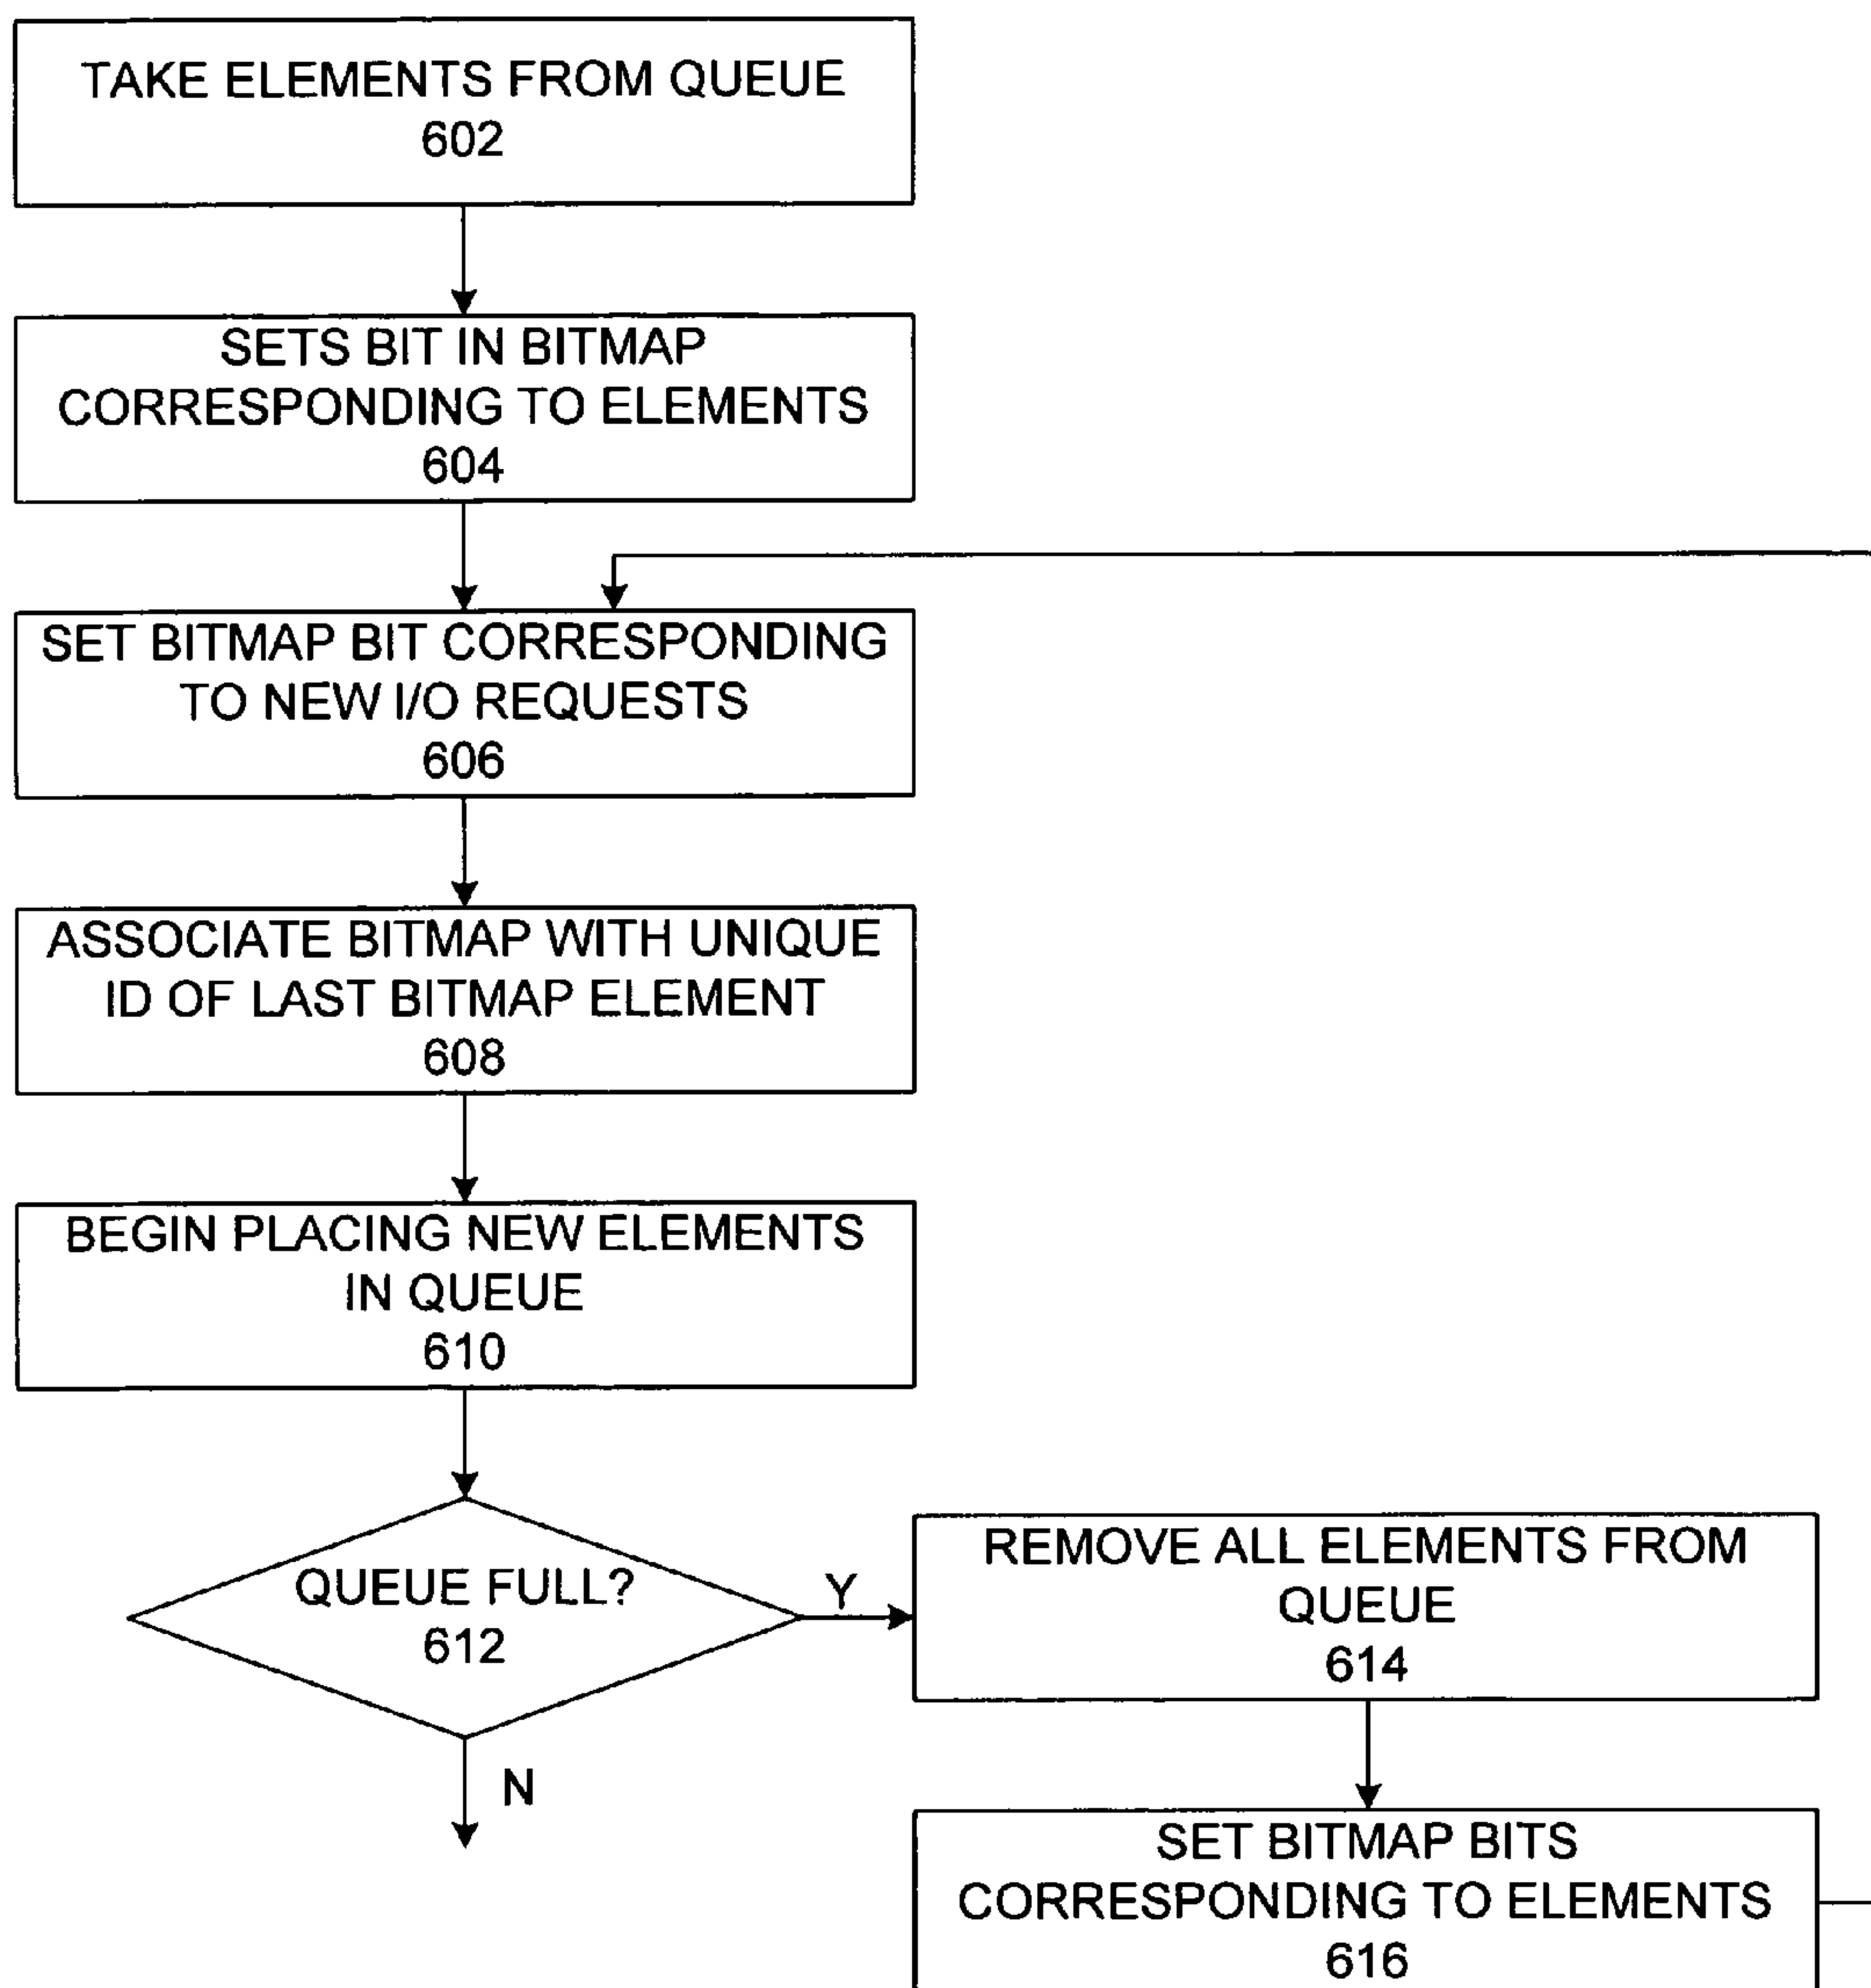 TAKE ELEMENTS FROM QUEUE
602
SETS BIT IN BITMAP
CORRESPONDING TO ELEMENTS
604
SET BITMAP BIT CORRESPONDING
TO NEW I/O REQUESTS
606
ASSOCIATE BITMAP WITH UNIQUE
ID OF LAST BITMAP ELEMENT
608
BEGIN PLACING NEW ELEMENTS
IN QUEUE
610
QUEUE FULL?
612
Y
N
REMOVE ALL ELEMENTS FROM
QUEUE
614
SET BITMAP BITS
CORRESPONDING TO ELEMENTS
616